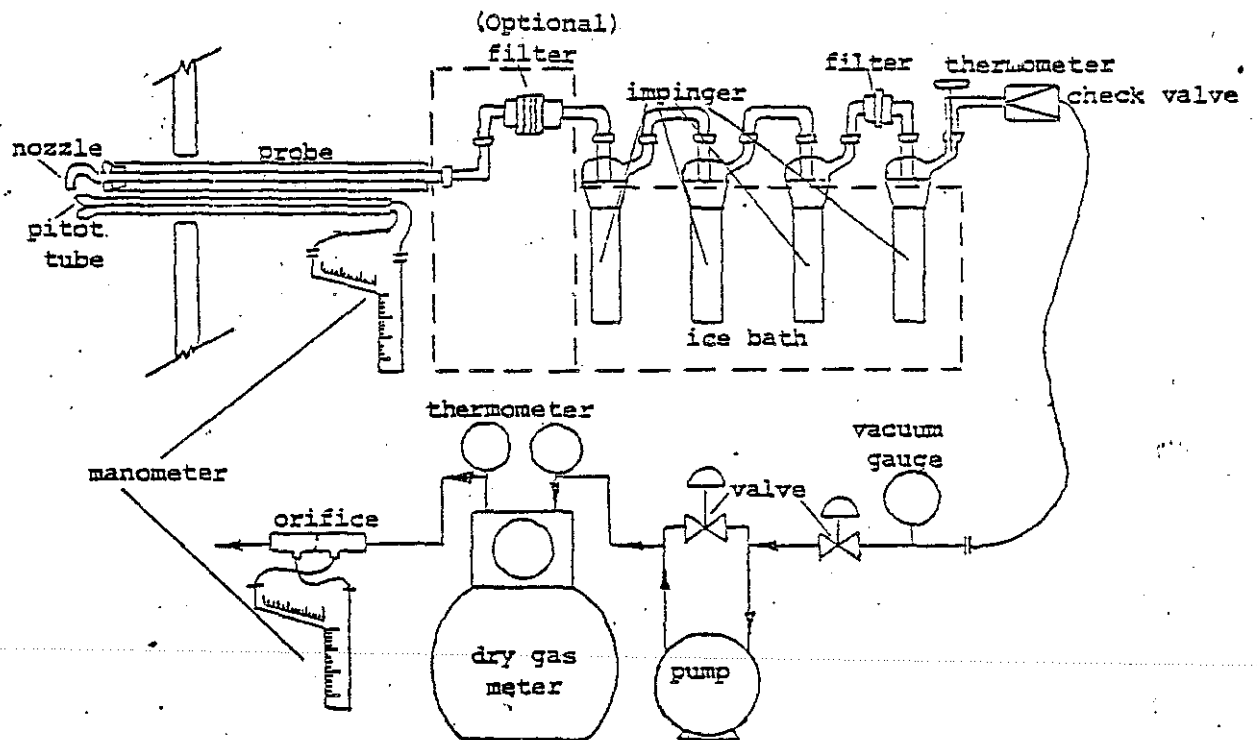 (Optional)
filter
impinger
filter
thermometer
check valve
nozzle
probe
pitot
tube
ice bath
thermometer
vacuum
gauge
manometer
valve
orifice
dry gas
meter
pump